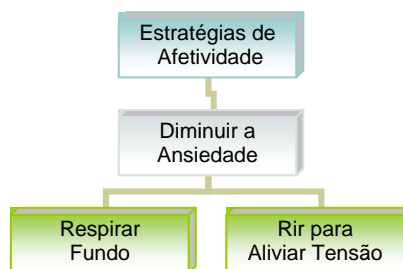 Estratégias de
Afetividade
Diminuir a
Ansiedade
Respirar
Fundo
Rir para
Aliviar Tensão